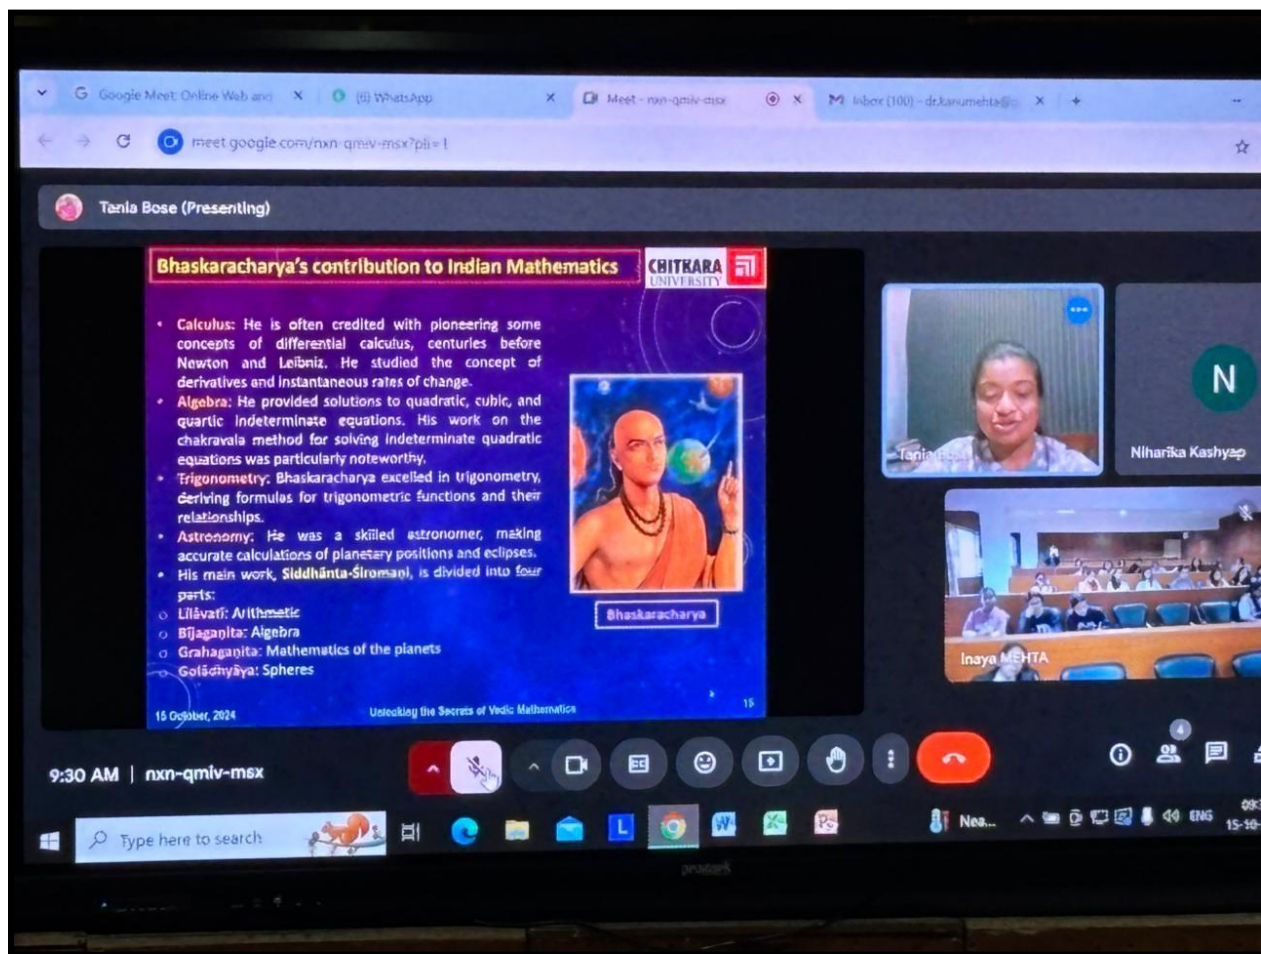 Google Meet: Online Web and
(6) WhatsApp
Meet - nxn-qmiv-msx
Inbox (100) - dr.kanumehta@
meet.google.com/nxn-qmiv-msx?pli=1
Tania Bose (Presenting)
Bhaskaracharya's contribution to Indian Mathematics
CHITKARA
UNIVERSITY
• Calculus: He is often credited with pioneering some
concepts of differential calculus, centuries before
Newton and Leibniz. He studied the concept of
derivatives and instantaneous rates of change.
• Algebra: He provided solutions to quadratic, cubic, and
quartic indeterminate equations. His work on the
chakravala method for solving indeterminate quadratic
equations was particularly noteworthy.
• Trigonometry: Bhaskaracharya excelled in trigonometry,
deriving formulas for trigonometric functions and their
relationships.
• Astronomy: He was a skilled astronomer, making
accurate calculations of planetary positions and eclipses.
• His main work, Siddhānta-Śiromaṇi, is divided into four
parts:
o Līlāvatī: Arithmetic
o Bījagaṇita: Algebra
o Grahagaṇita: Mathematics of the planets
o Golādhyāya: Spheres
Bhaskaracharya
15 October, 2024
Unlocking the Secrets of Vedic Mathematics
15
Tania Bose
N
Niharika Kashyap
Inaya MEHTA
9:30 AM | nxn-qmiv-msx
4
Type here to search
L
Nea...
ENG